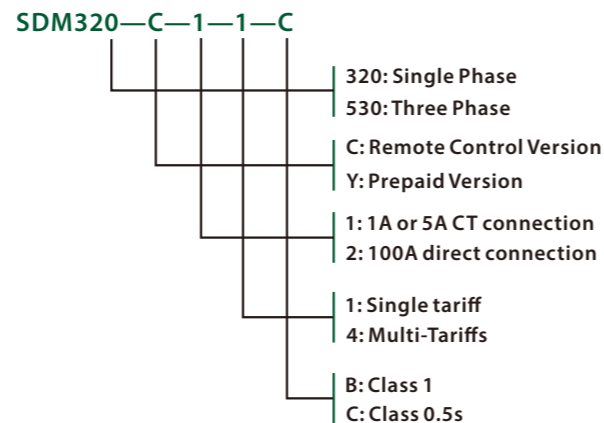 SDM320—C—1—1—C
320: Single Phase
530: Three Phase
C: Remote Control Version
Y: Prepaid Version
1: 1A or 5A CT connection
2: 100A direct connection
1: Single tariff
4: Multi-Tariffs
B: Class 1
C: Class 0.5s